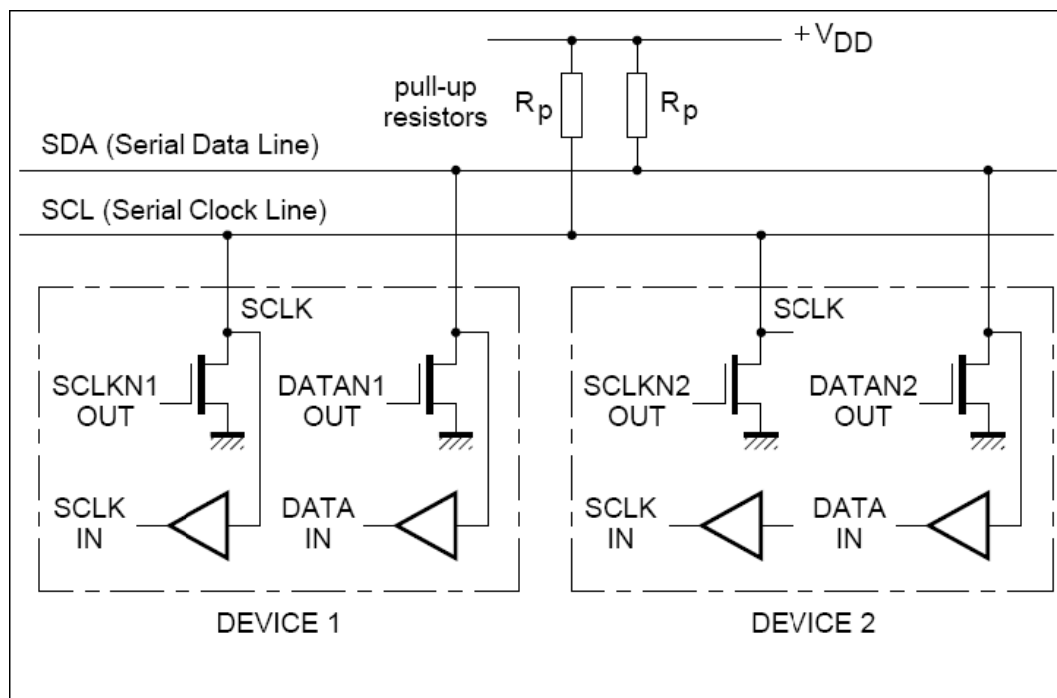 +VDD
pull-up
resistors
Rp
Rp
SDA (Serial Data Line)
SCL (Serial Clock Line)
SCLK
SCLKN1
OUT
DATAN1
OUT
SCLK
IN
DATA
IN
DEVICE 1
SCLK
SCLKN2
OUT
DATAN2
OUT
SCLK
IN
DATA
IN
DEVICE 2